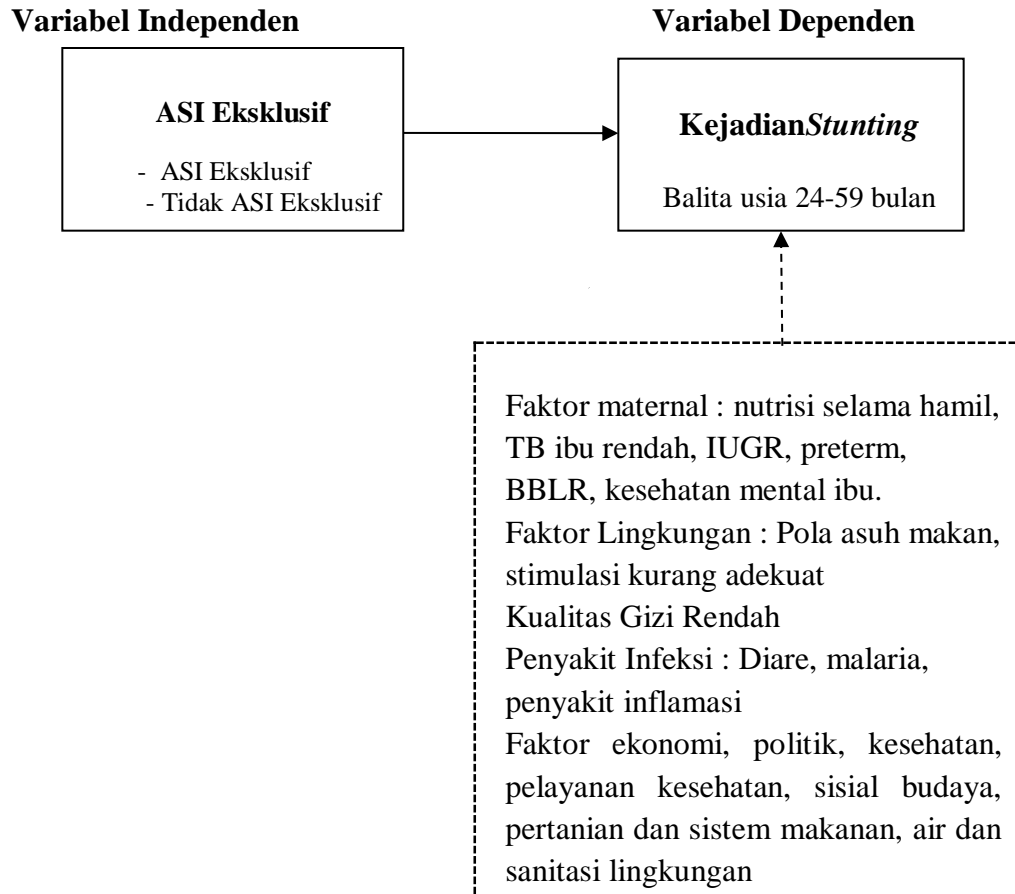 Variabel Independen
Variabel Dependen
ASI Eksklusif
- ASI Eksklusif
- Tidak ASI Eksklusif
KejadianStunting
Balita usia 24-59 bulan
Faktor maternal : nutrisi selama hamil,
TB ibu rendah, IUGR, preterm,
BBLR, kesehatan mental ibu.
Faktor Lingkungan : Pola asuh makan,
stimulasi kurang adekuat
Kualitas Gizi Rendah
Penyakit Infeksi : Diare, malaria,
penyakit inflamasi
Faktor ekonomi, politik, kesehatan,
pelayanan kesehatan, sisial budaya,
pertanian dan sistem makanan, air dan
sanitasi lingkungan